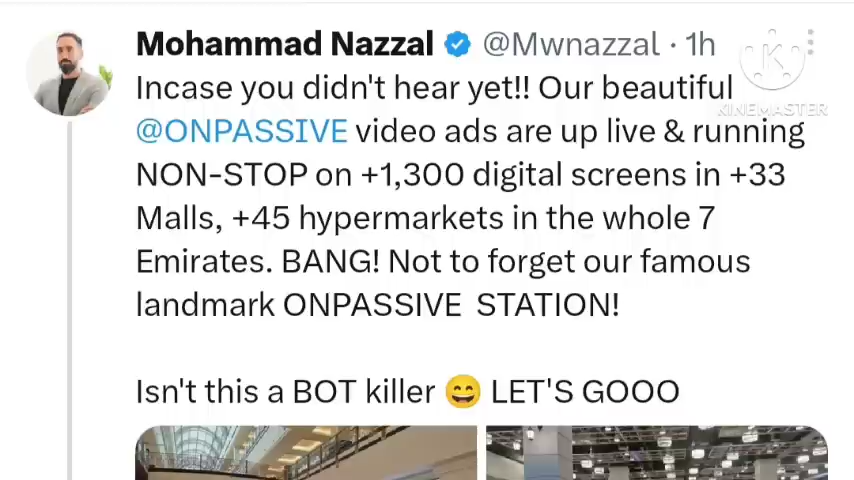 Mohammad Nazzal @Mwnazzal · 1h
Incase you didn't hear yet!! Our beautiful
@ONPASSIVE video ads are up live & running
NON-STOP on +1,300 digital screens in +33
Malls, +45 hypermarkets in the whole 7
Emirates. BANG! Not to forget our famous
landmark ONPASSIVE STATION!
Isn't this a BOT killer 😄 LET'S GOOO
K
KINEMASTER